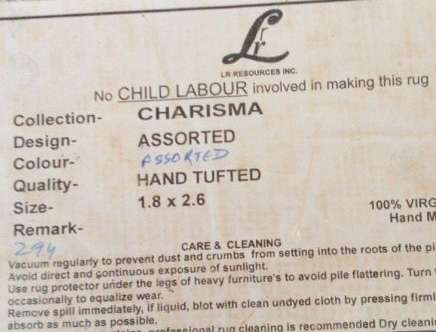 Lr
LR RESOURCES INC.
No CHILD LABOUR involved in making this rug
Collection- CHARISMA
Design- ASSORTED
Colour- ASSORTED
Quality- HAND TUFTED
Size- 1.8 x 2.6
100% VIRG
Remark- Hand M
294
CARE & CLEANING
Vacuum regularly to prevent dust and crumbs from setting into the roots of the pi
Avoid direct and continuous exposure of sunlight.
Use rug protector under the legs of heavy furniture's to avoid pile flattering. Turn
occasionally to equalize wear.
Remove spill immediately, if liquid, blot with clean undyed cloth by pressing firml
absorb as much as possible.
professional rug cleaning is recommended Dry cleani